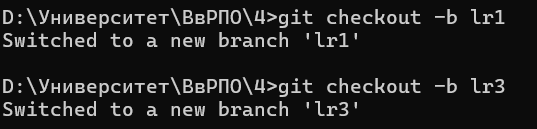 D:\Университет\ВвРПО\4>git checkout -b lr1
Switched to a new branch 'lr1'
D:\Университет\ВвРПО\4>git checkout -b lr3
Switched to a new branch 'lr3'